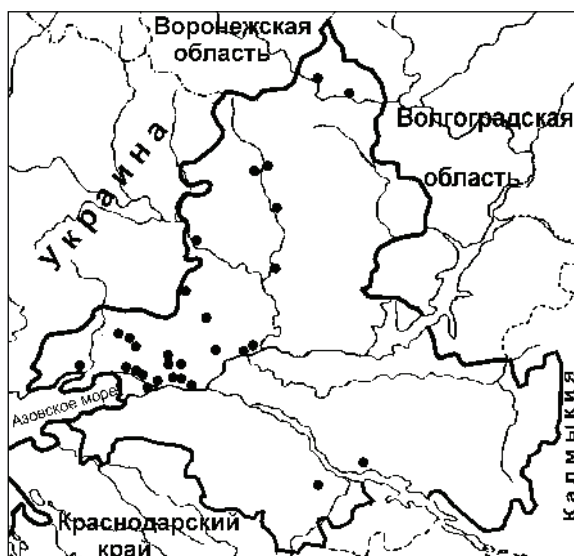 Воронежская
область
Волгоградская
область
Украина
Азовское море
Калмыкия
Краснодарский
край